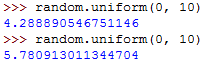 >>> random.uniform(0, 10)
4.288890546751146
>>> random.uniform(0, 10)
5.780913011344704